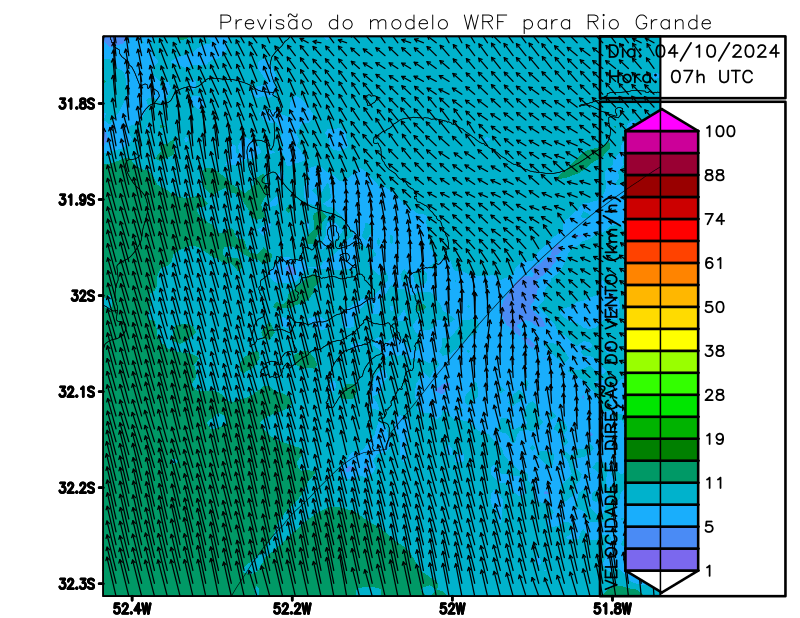 Previsão do modelo WRF para Rio Grande
Dia: 04/10/2024
Hora: 07h UTC
31.8S
31.9S
32S
32.1S
32.2S
32.3S
52.4W
52.2W
52W
51.8W
VELOCIDADE E DIREÇÃO DO VENTO (km/h)
100
88
74
61
50
38
28
19
11
5
1